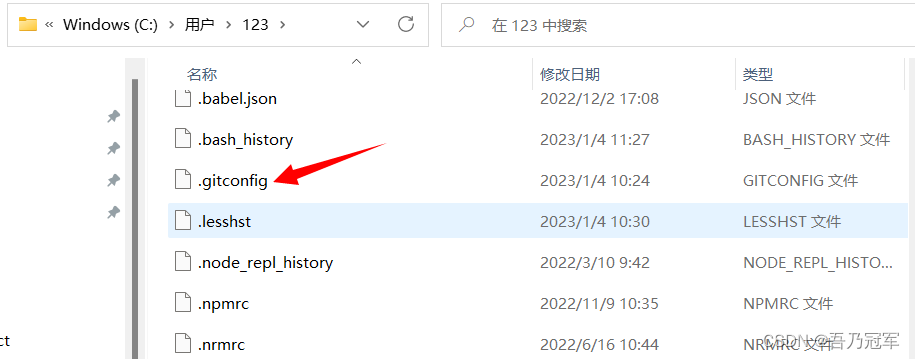 « Windows (C:) > 用户 > 123 >
在 123 中搜索
名称 修改日期 类型
.babel.json 2022/12/2 17:08 JSON 文件
.bash_history 2023/1/4 11:27 BASH_HISTORY 文件
.gitconfig 2023/1/4 10:24 GITCONFIG 文件
.lesshst 2023/1/4 10:30 LESSHST 文件
.node_repl_history 2022/3/10 9:42 NODE_REPL_HISTO...
.npmrc 2022/11/9 10:35 NPMRC 文件
ct
.nrmrc 2022/6/16 10:44 NRMRC 文件
CSDN @吾乃冠军